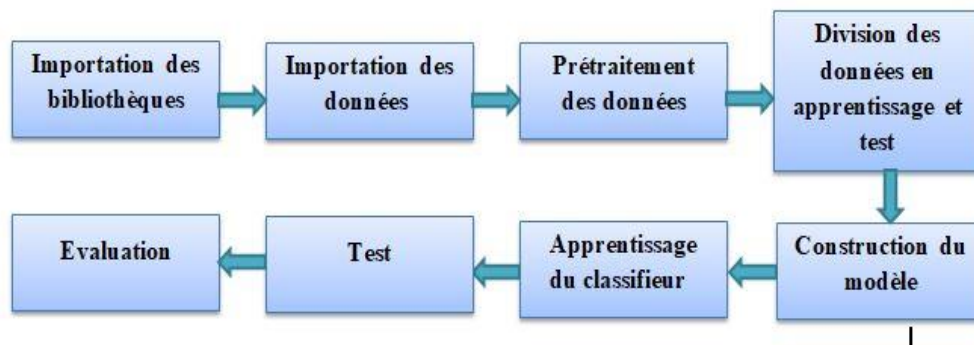 Importation des
bibliothèques
Importation des
données
Prétraitement
des données
Division des
données en
apprentissage et
test
Construction du
modèle
Apprentissage
du classifieur
Test
Evaluation